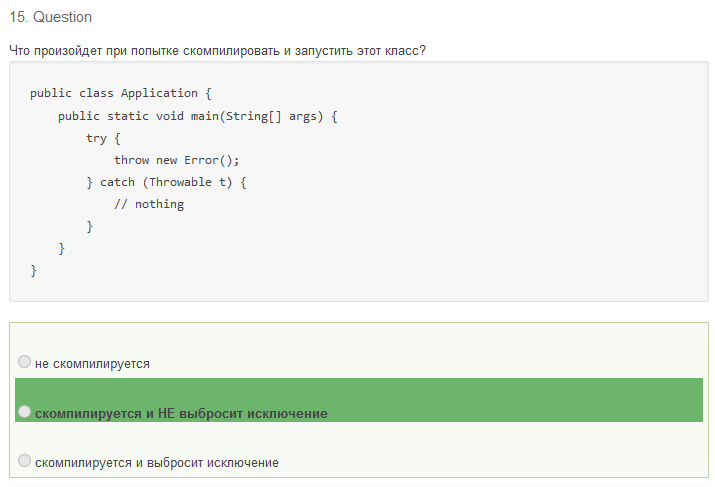 15. Question
Что произойдет при попытке скомпилировать и запустить этот класс?
public class Application {
    public static void main(String[] args) {
        try {
            throw new Error();
        } catch (Throwable t) {
            // nothing
        }
    }
}
не скомпилируется
скомпилируется и НЕ выбросит исключение
скомпилируется и выбросит исключение